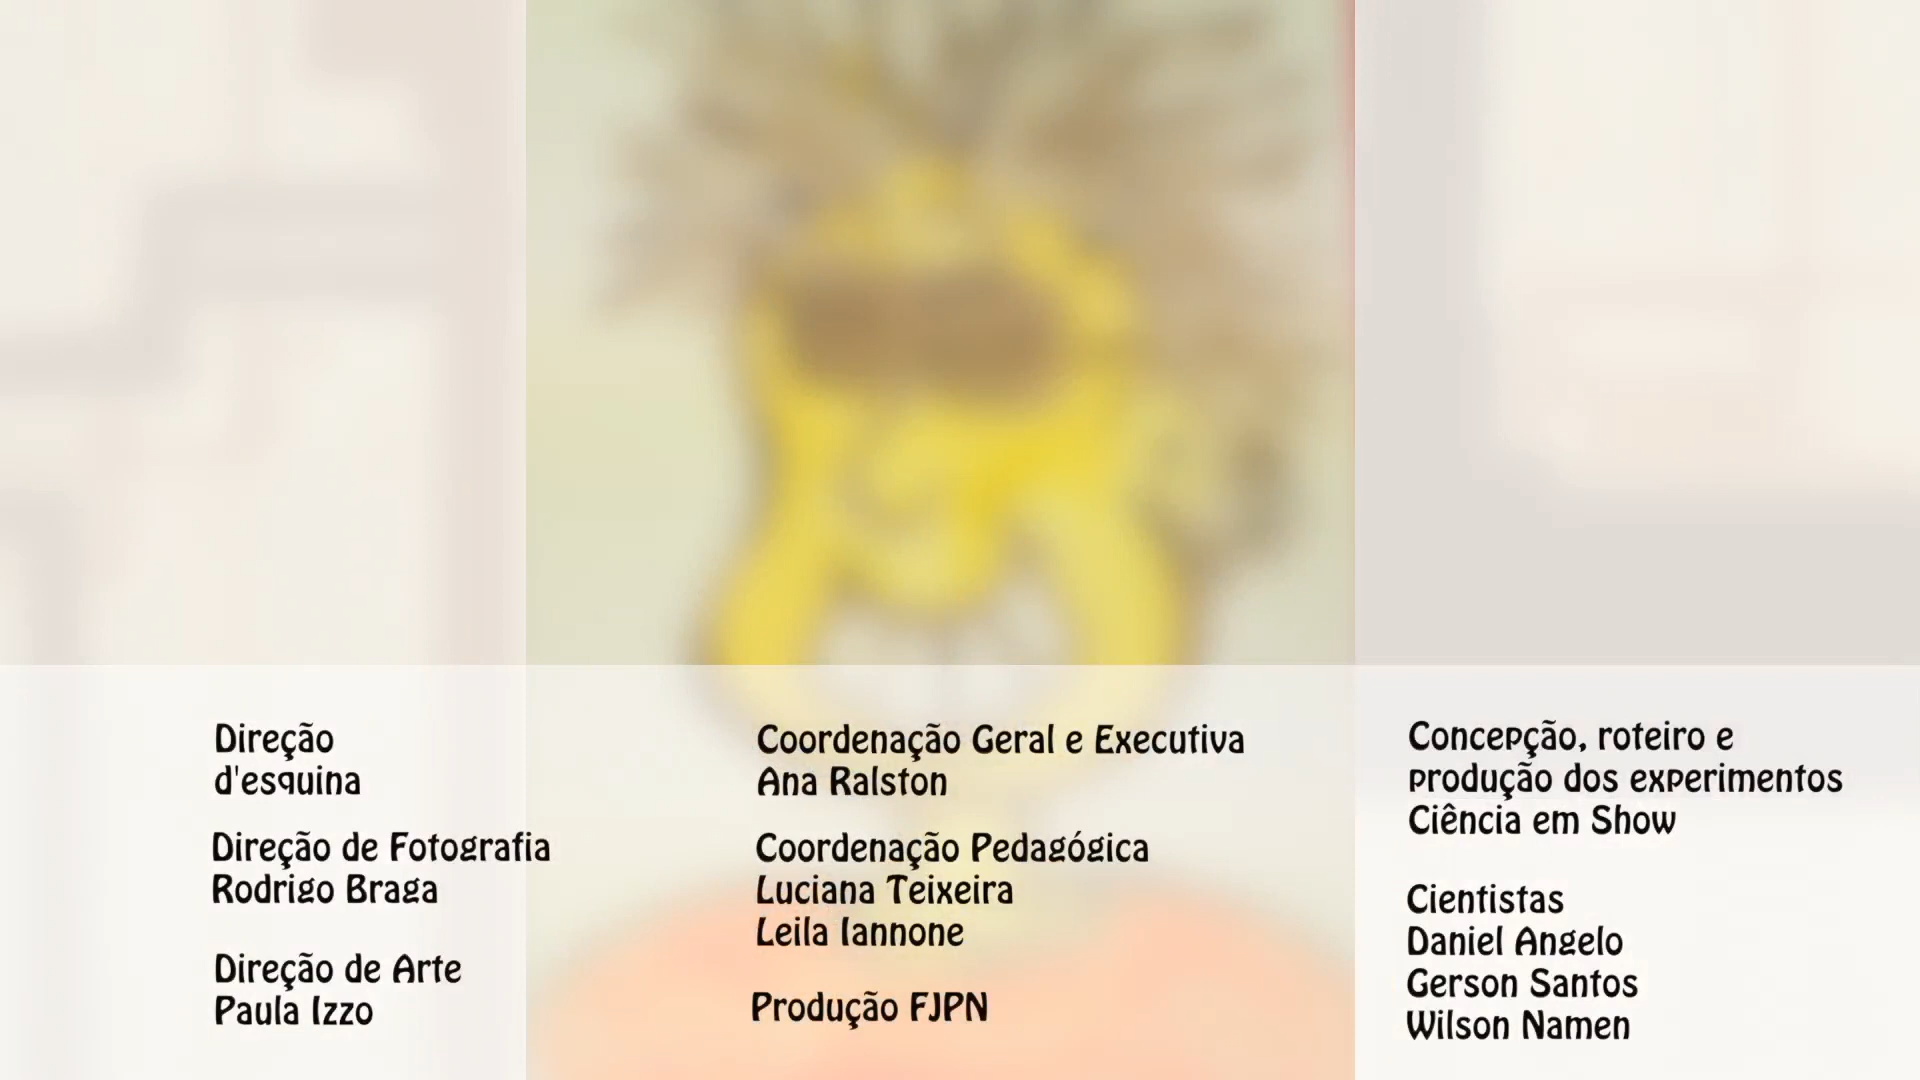 Direção
d'esquina
Direção de Fotografia
Rodrigo Braga
Direção de Arte
Paula Izzo
Coordenação Geral e Executiva
Ana Ralston
Coordenação Pedagógica
Luciana Teixeira
Leila Iannone
Produção FJPN
Concepção, roteiro e
produção dos experimentos
Ciência em Show
Cientistas
Daniel Angelo
Gerson Santos
Wilson Namen